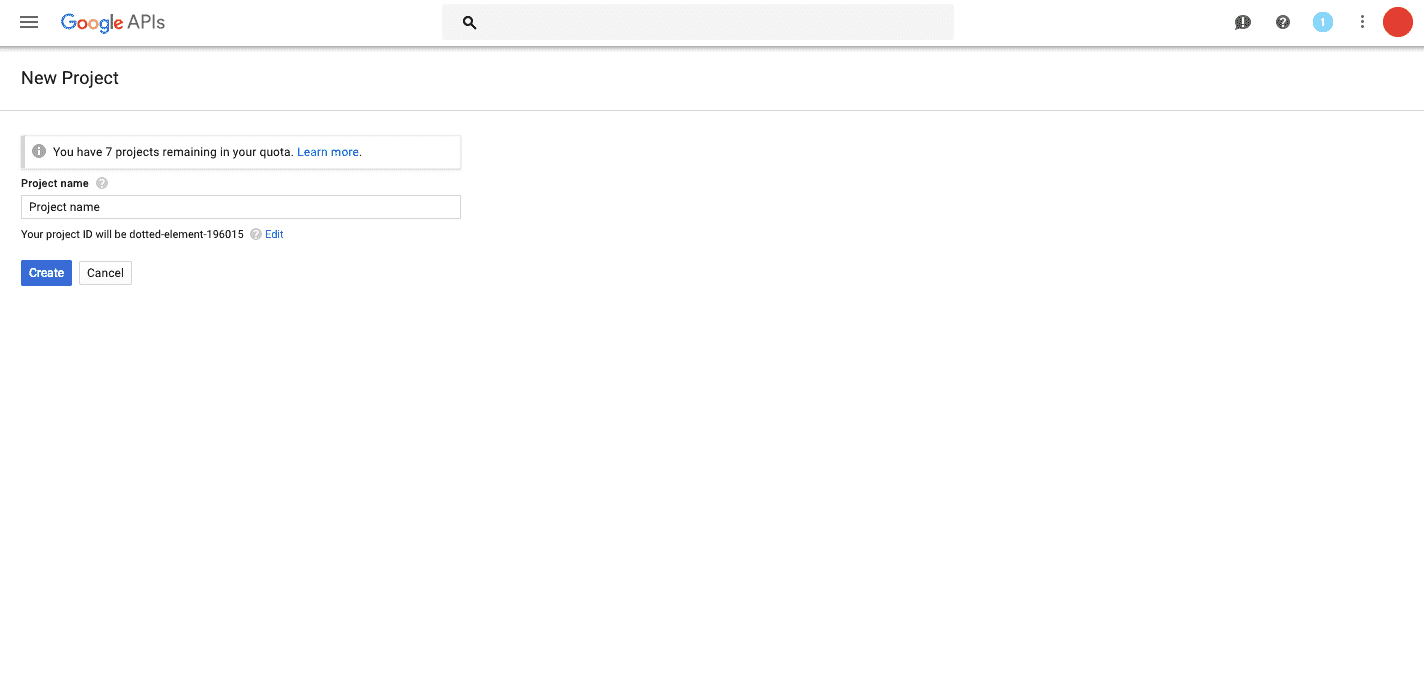 Google APIs
1
New Project
You have 7 projects remaining in your quota. Learn more.
Project name
Project name
Your project ID will be dotted-element-196015 Edit
Create Cancel